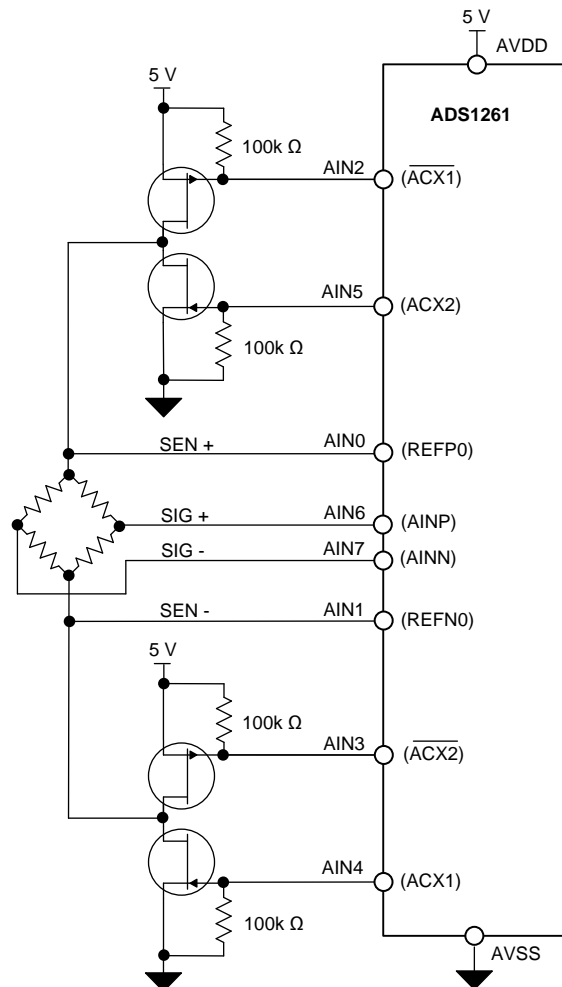 5 V
AVDD
5 V
ADS1261
100k Ω
AIN2
(ACX1)
AIN5
(ACX2)
100k Ω
SEN +
AIN0
(REFP0)
SIG +
AIN6
(AINP)
SIG -
AIN7
(AINN)
SEN -
AIN1
(REFN0)
5 V
100k Ω
AIN3
(ACX2)
AIN4
(ACX1)
100k Ω
AVSS